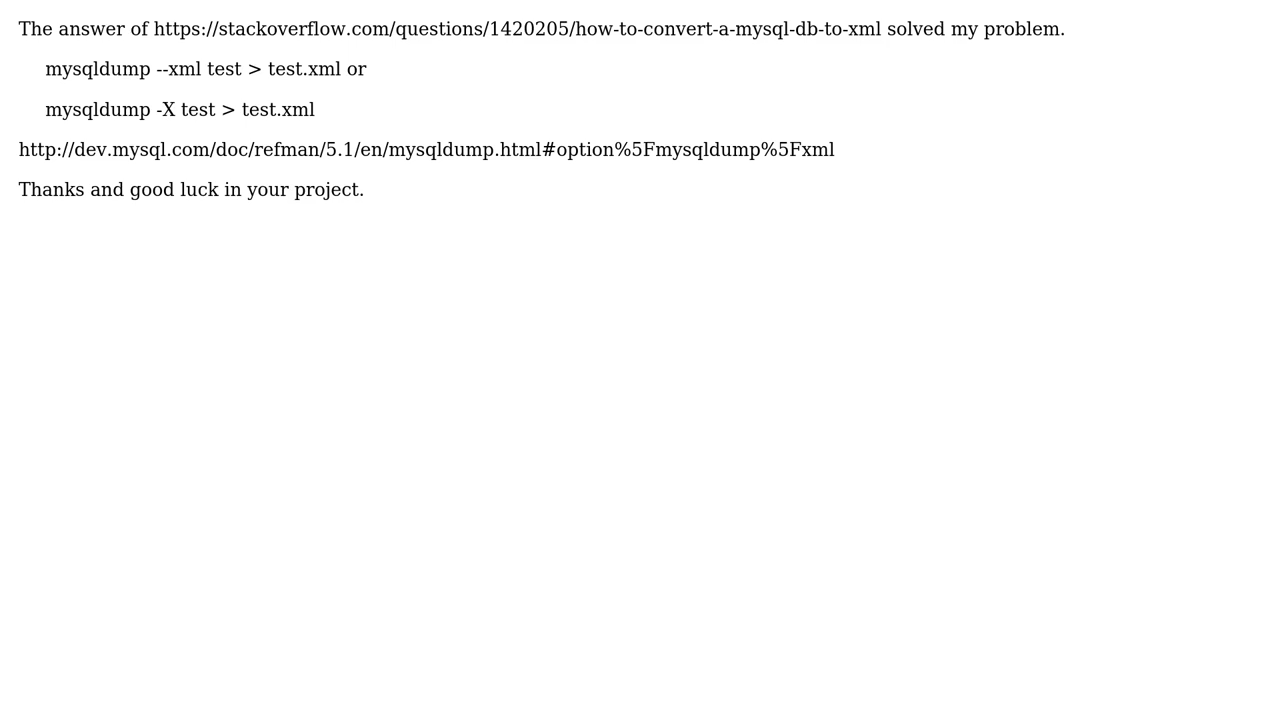 The answer of https://stackoverflow.com/questions/1420205/how-to-convert-a-mysql-db-to-xml solved my problem.
mysqldump --xml test > test.xml or
mysqldump -X test > test.xml
http://dev.mysql.com/doc/refman/5.1/en/mysqldump.html#option%5Fmysqldump%5Fxml
Thanks and good luck in your project.